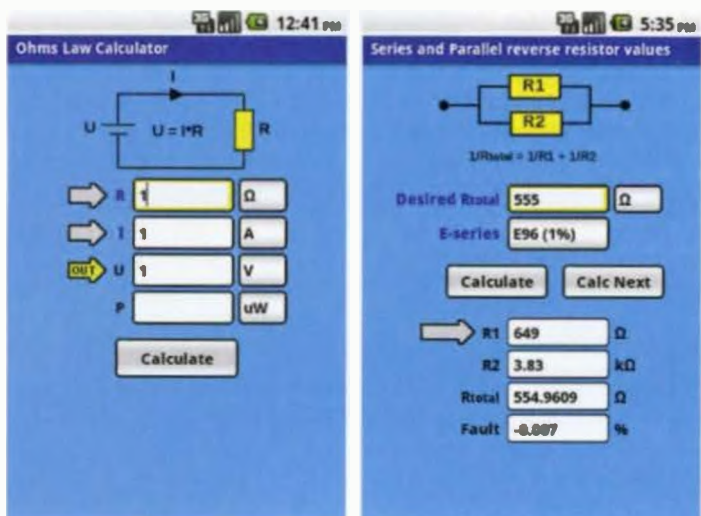 12:41 PM
Ohms Law Calculator
I
U
U = I*R
R
R 1 Ω
I 1 A
OUT U 1 V
P uW
Calculate
5:35 PM
Series and Parallel reverse resistor values
R1
R2
1/Rtotal = 1/R1 + 1/R2
Desired Rtotal 555 Ω
E-series E96 (1%)
Calculate Calc Next
R1 649 Ω
R2 3.83 kΩ
Rtotal 554.9609 Ω
Fault -0.007 %